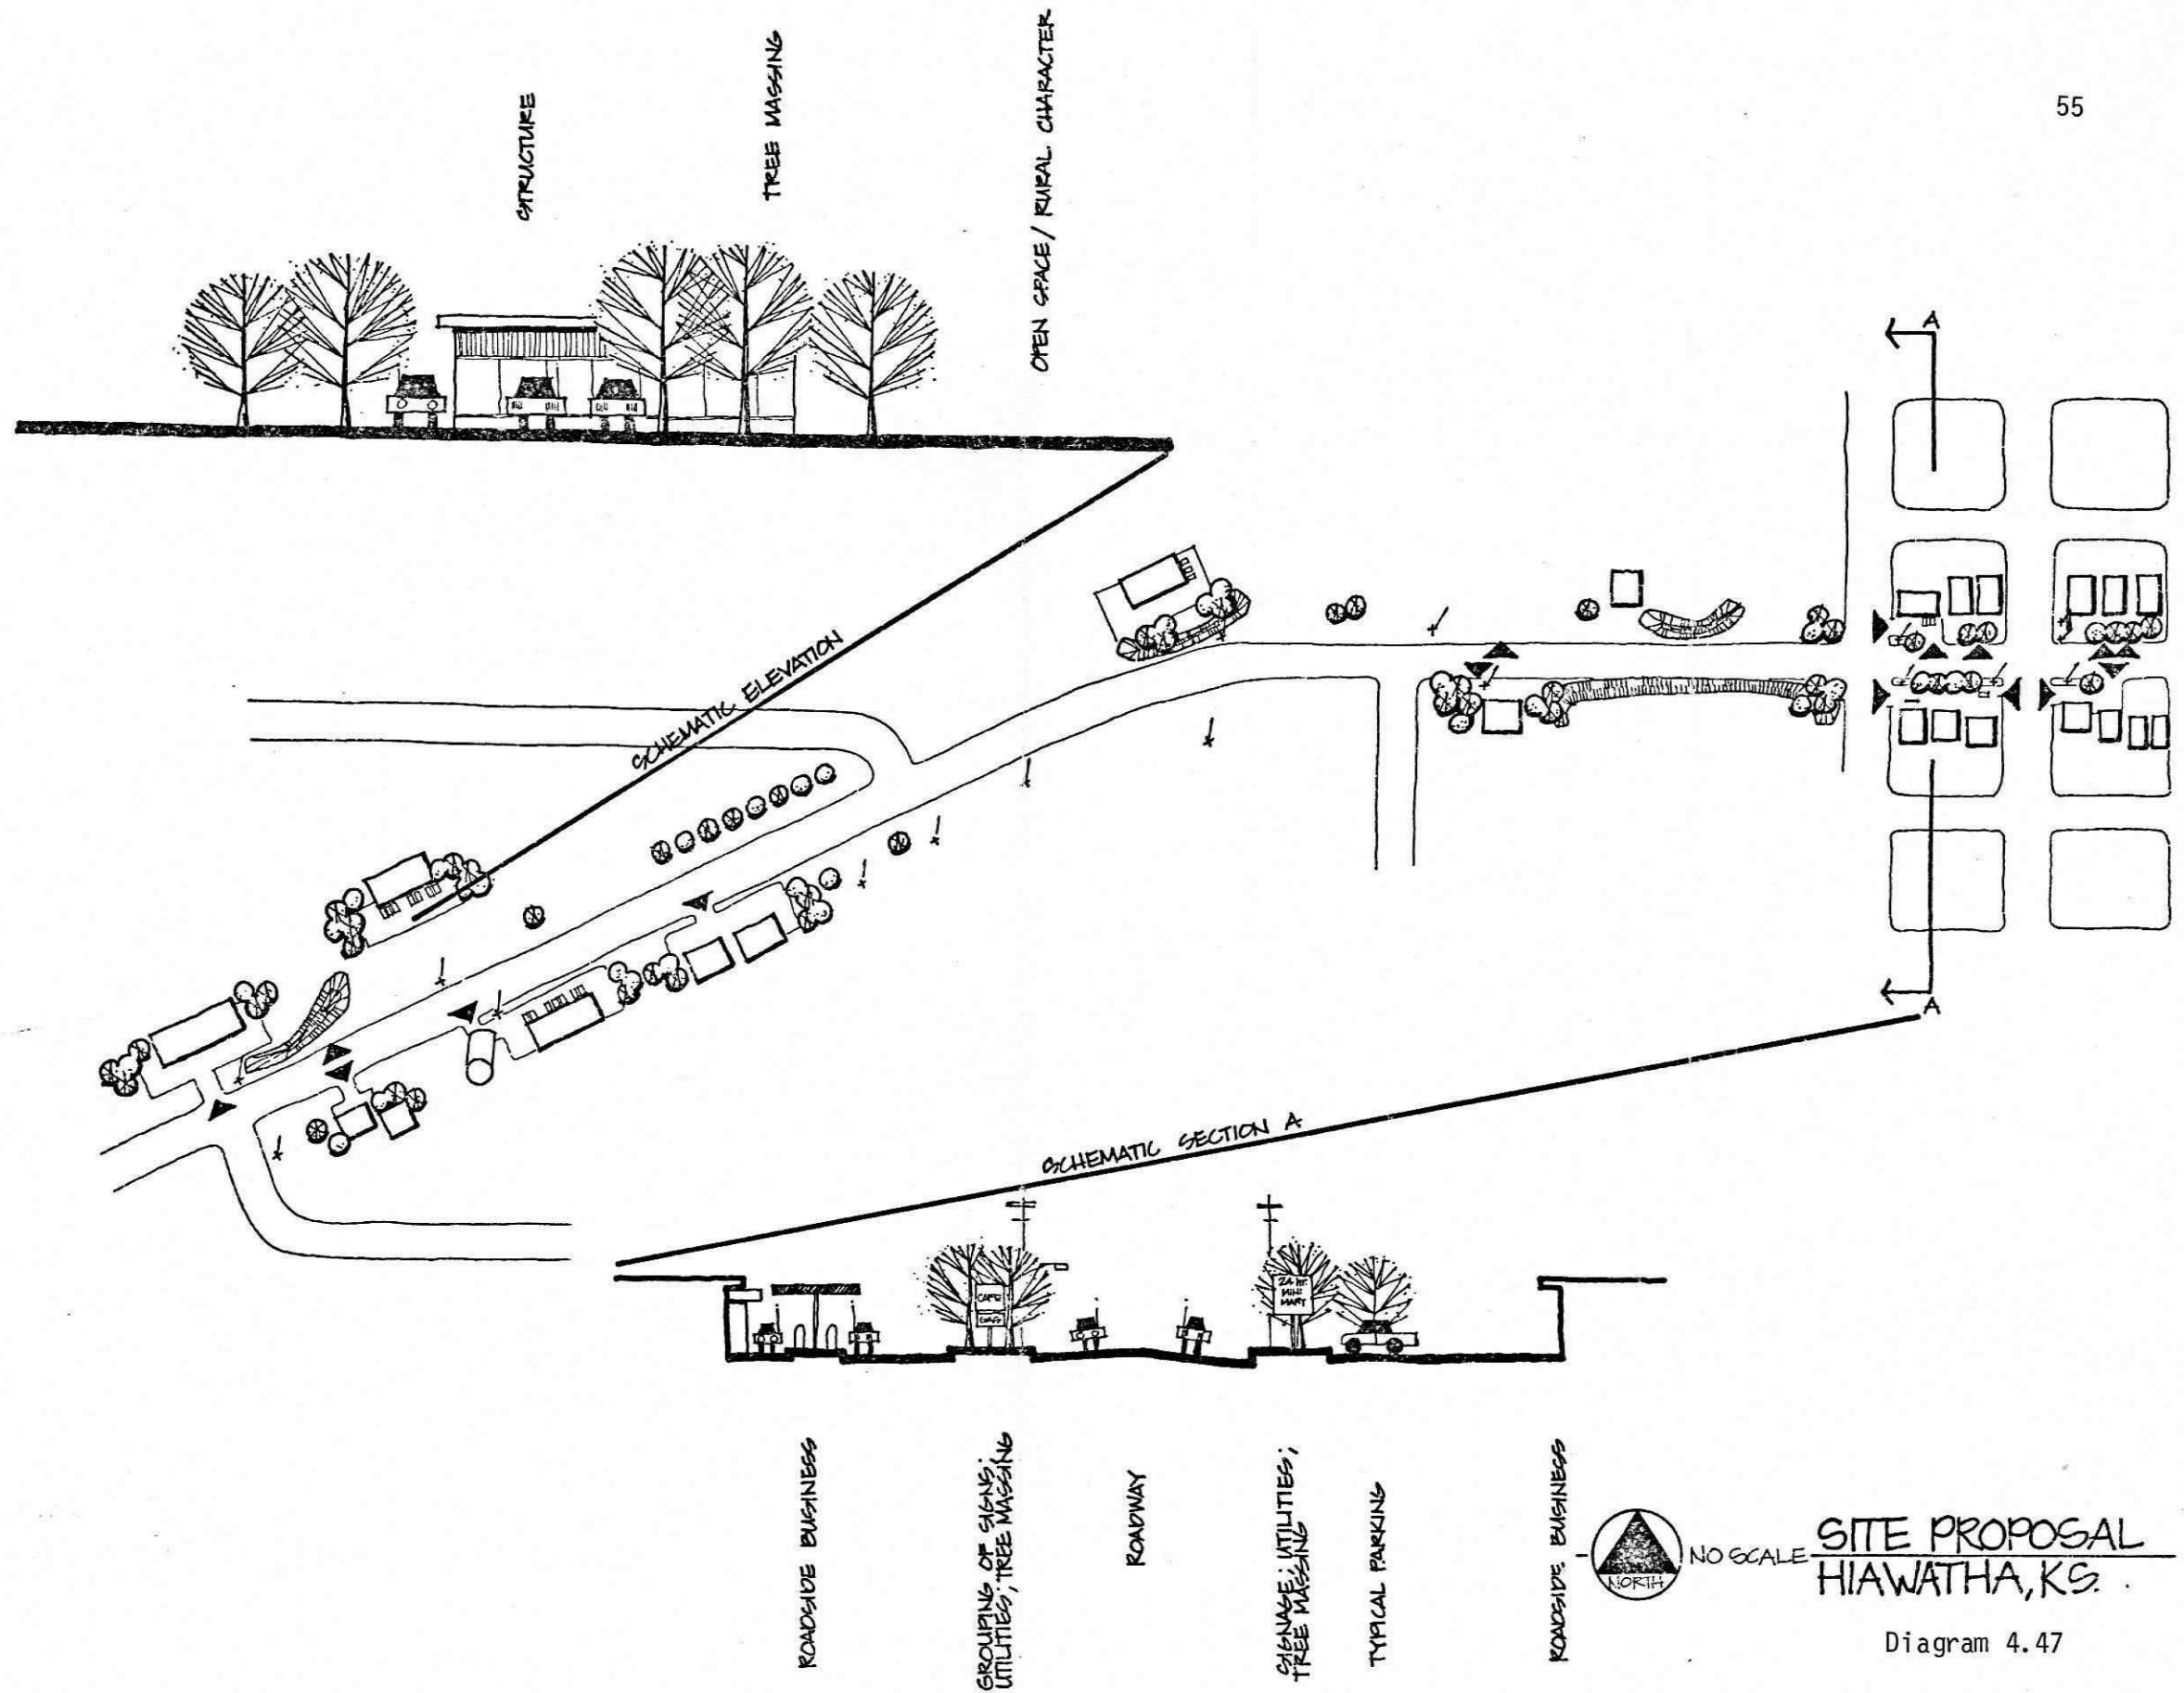 55
STRUCTURE
TREE MASSING
OPEN SPACE / RURAL CHARACTER
A
SCHEMATIC ELEVATION
A
SCHEMATIC SECTION A
CAFE
24 HR.
MINI
MART
ROADSIDE BUSINESS
GROUPING OF SIGNS;
UTILITIES; TREE MASSING
ROADWAY
SIGNAGE; UTILITIES;
TREE MASSING
TYPICAL PARKING
ROADSIDE BUSINESS
NORTH
NO SCALE
SITE PROPOSAL
HIAWATHA, KS.
Diagram 4.47